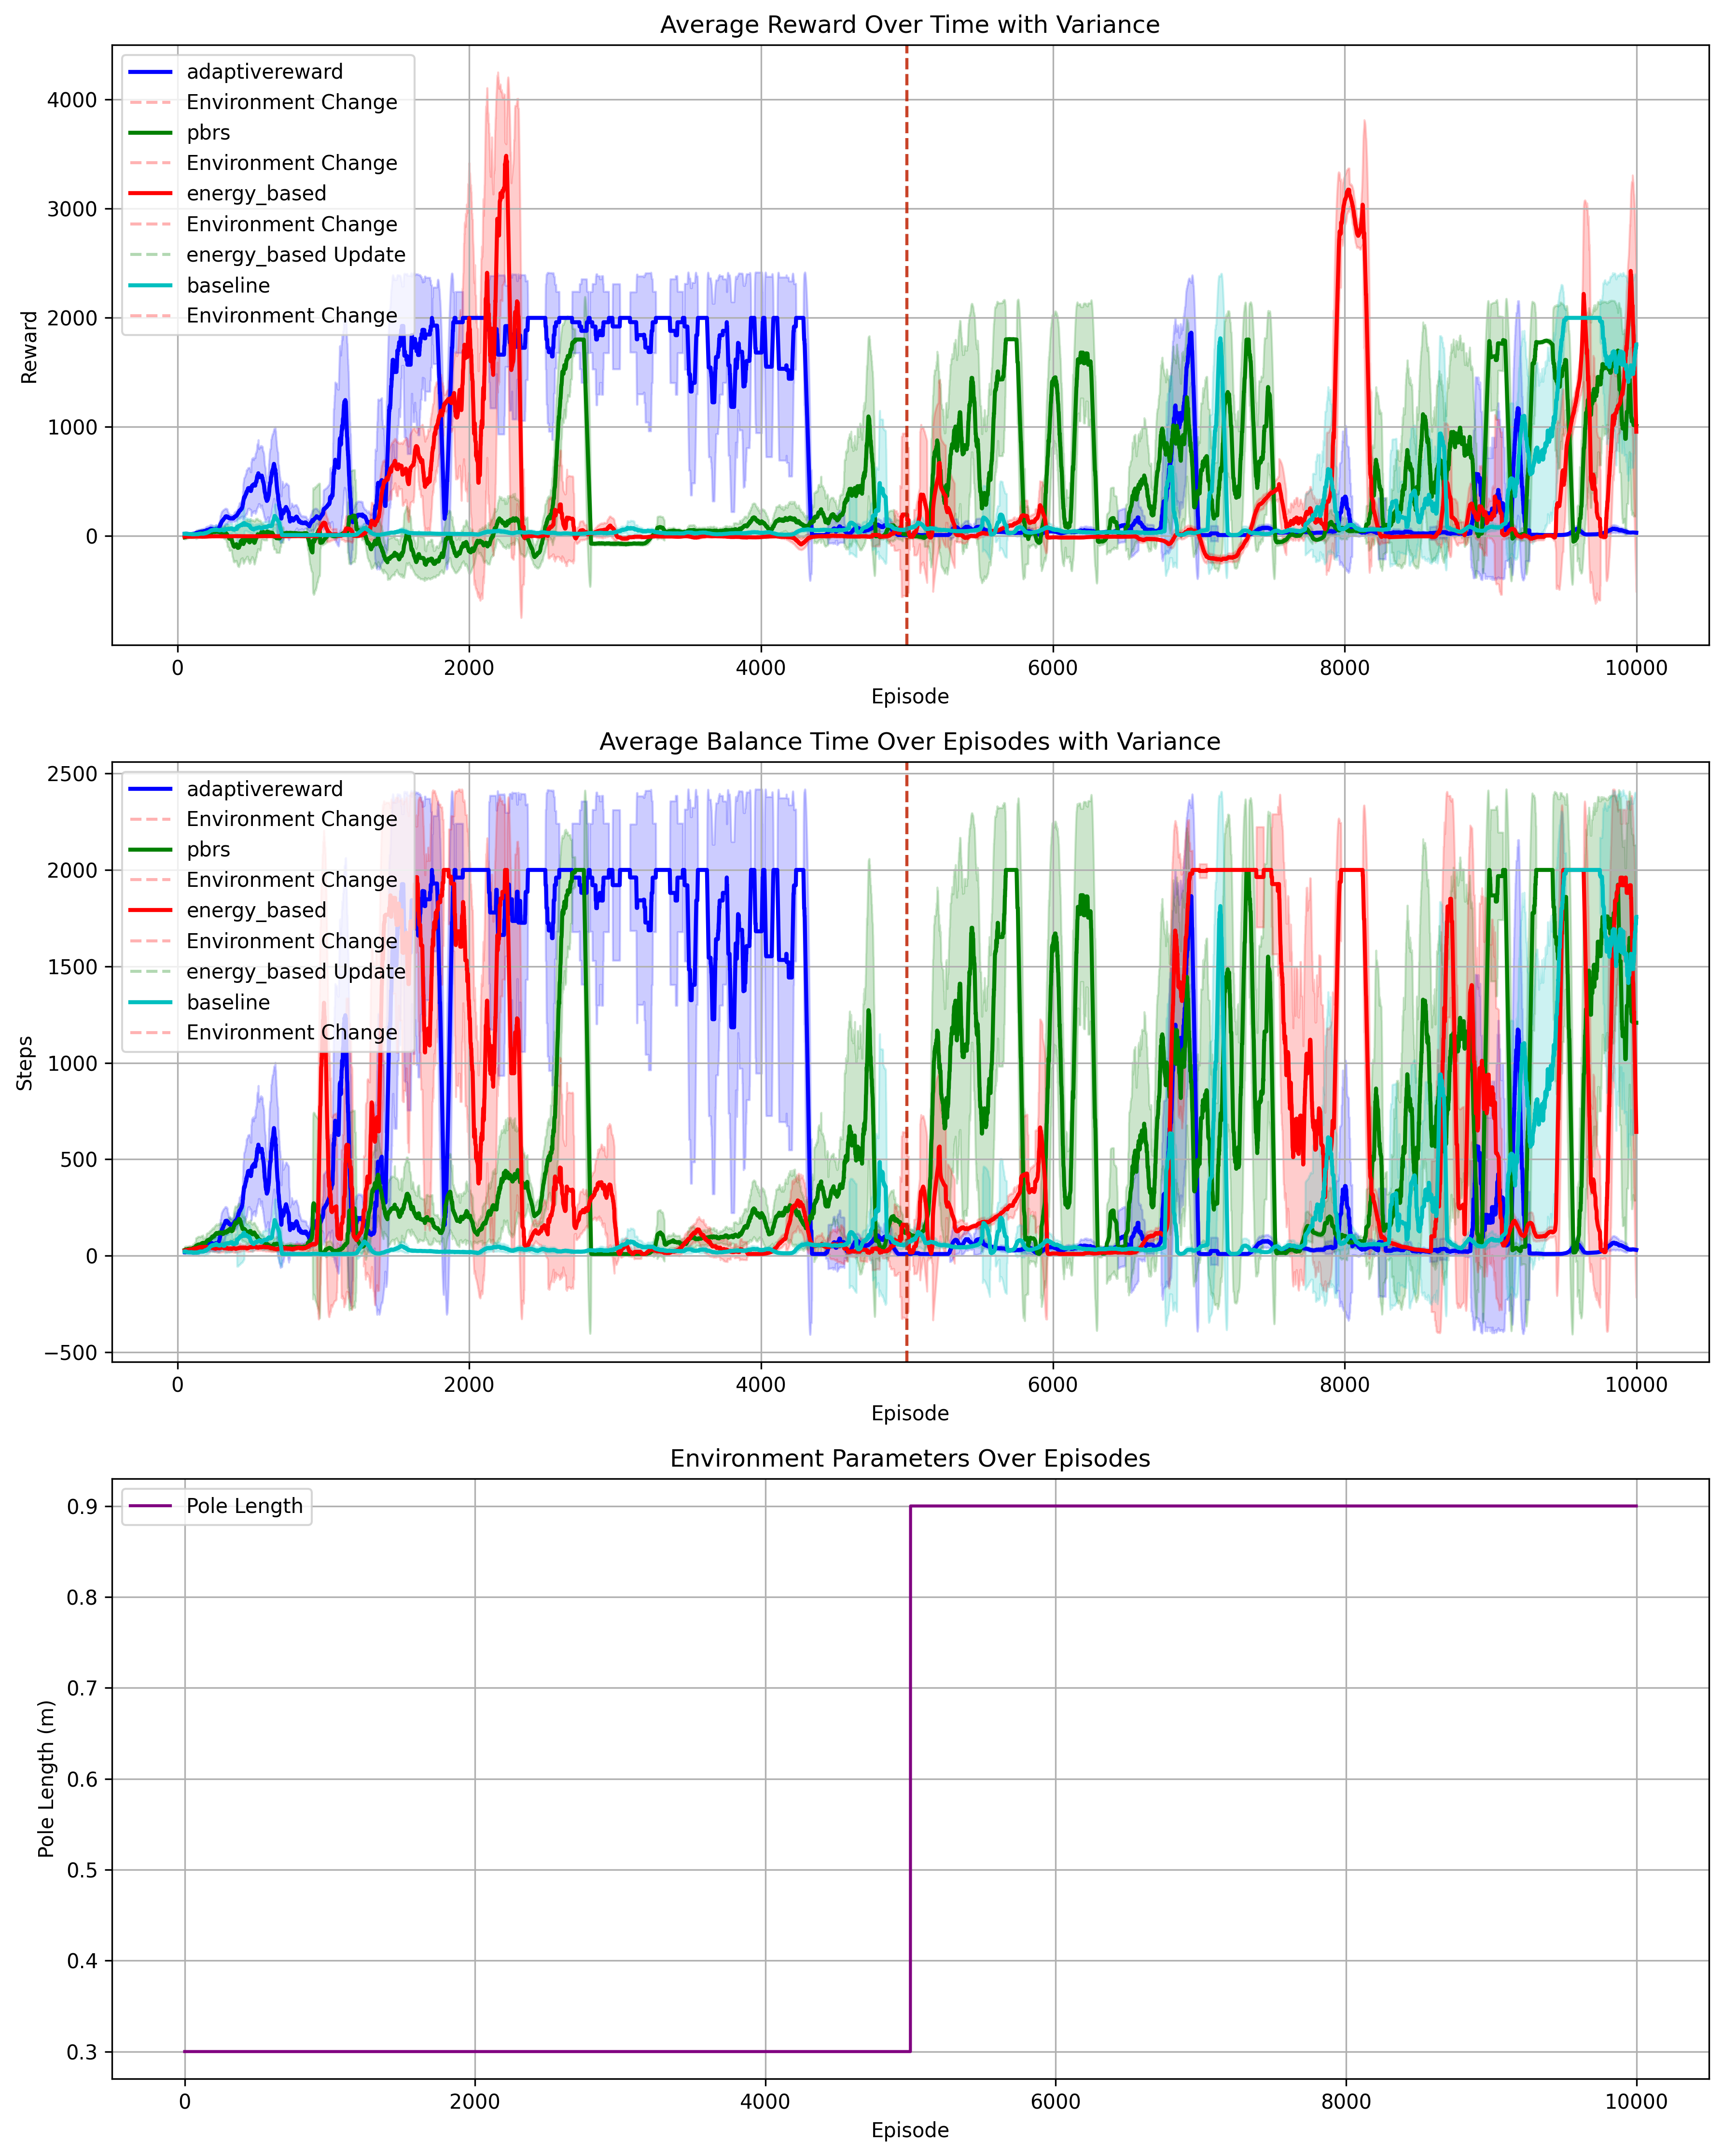 Average Reward Over Time with Variance
adaptivereward
Environment Change
pbrs
Environment Change
energy_based
Environment Change
energy_based Update
baseline
Environment Change
4000
3000
2000
1000
0
Reward
0 2000 4000 6000 8000 10000
Episode
Average Balance Time Over Episodes with Variance
adaptivereward
Environment Change
pbrs
Environment Change
energy_based
Environment Change
energy_based Update
baseline
Environment Change
2500
2000
1500
1000
500
0
−500
Steps
0 2000 4000 6000 8000 10000
Episode
Environment Parameters Over Episodes
Pole Length
0.9
0.8
0.7
0.6
0.5
0.4
0.3
Pole Length (m)
0 2000 4000 6000 8000 10000
Episode